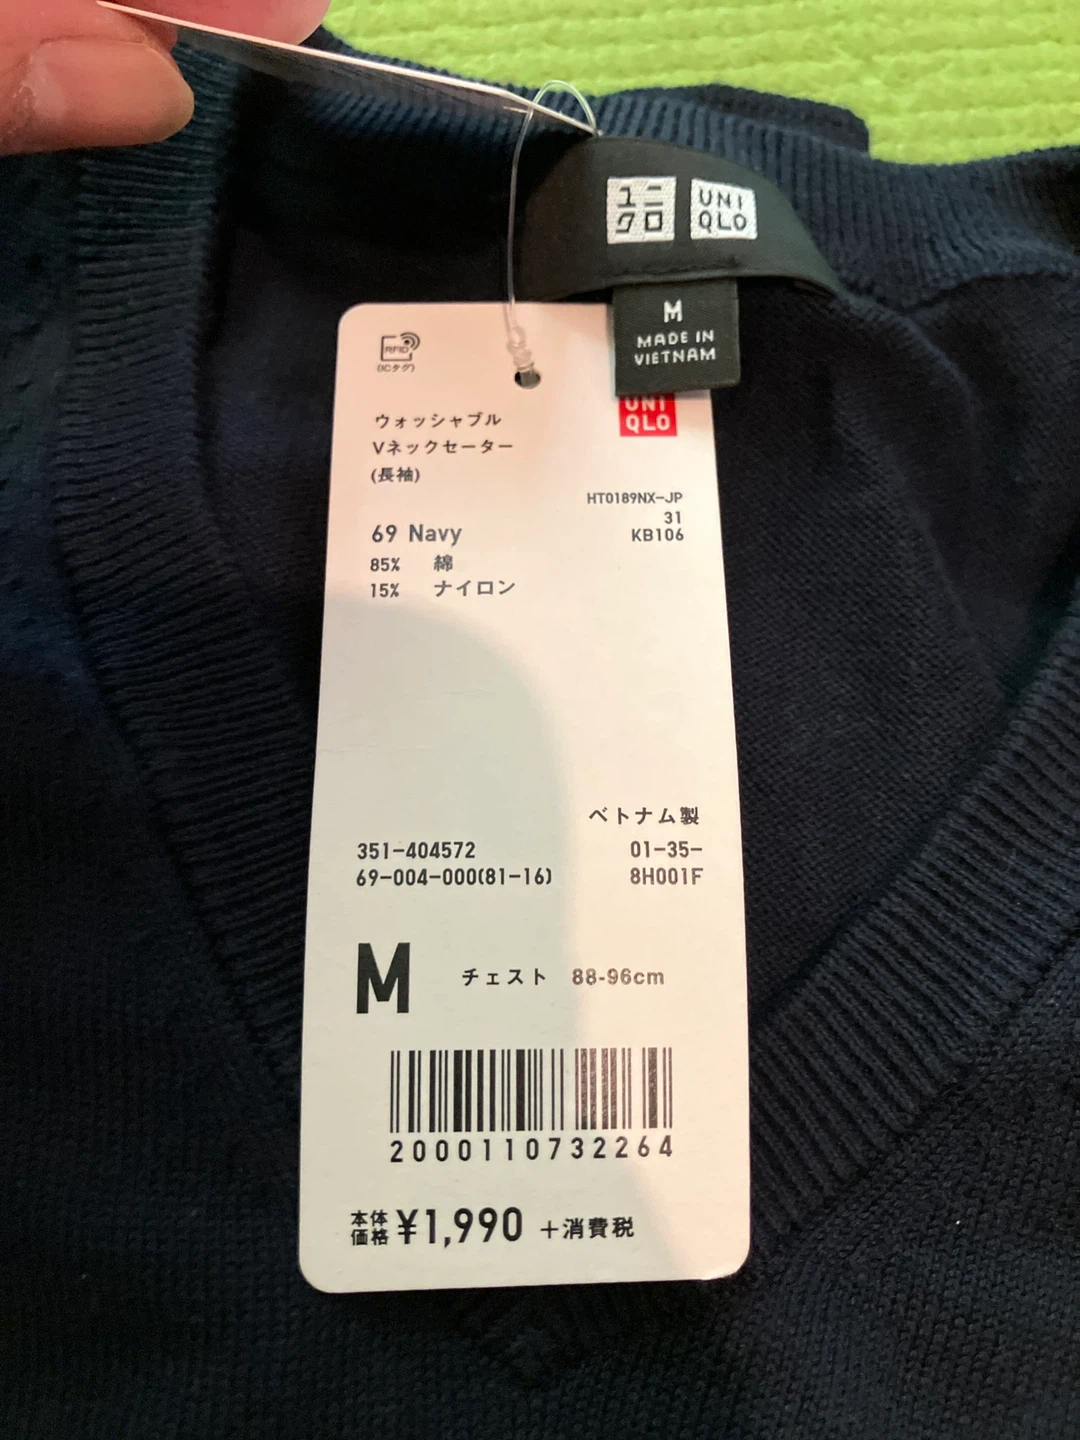 ユニ
クロ
UNI
QLO
M
MADE IN
VIETNAM
RFID
(ICタグ)
UNI
QLO
ウォッシャブル
Vネックセーター
(長袖)
HT0189NX-JP
31
KB106
69 Navy
85% 綿
15% ナイロン
ベトナム製
351-404572
01-35-
69-004-000(81-16)
8H001F
M チェスト 88-96cm
2000110732264
本体
価格 ¥1,990 +消費税